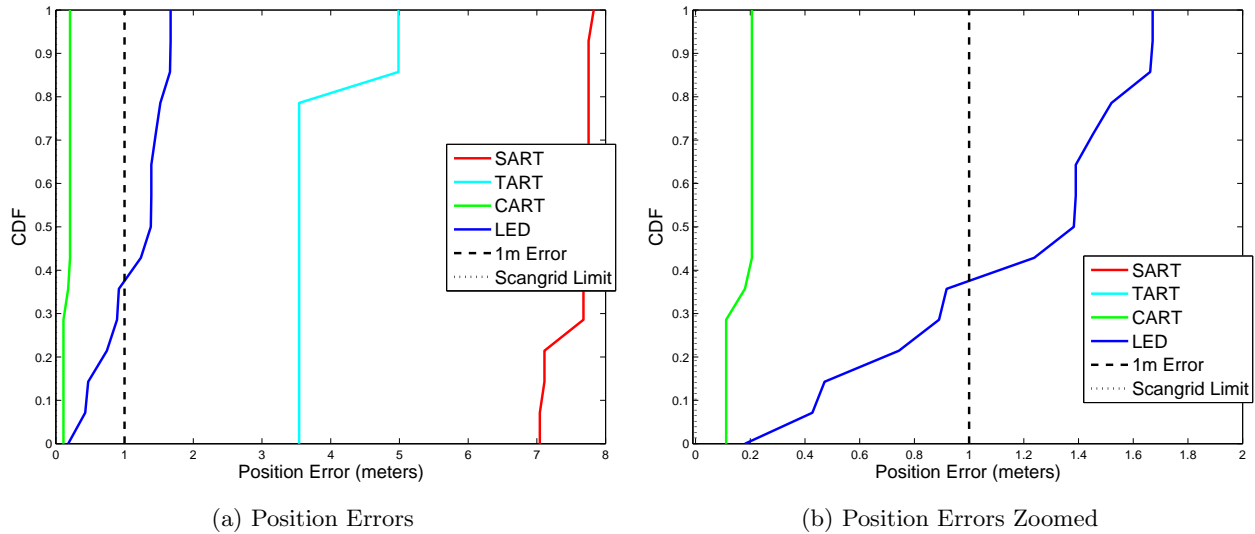 1
0.9
0.8
0.7
0.6
0.5
0.4
0.3
0.2
0.1
0
CDF
0 1 2 3 4 5 6 7 8
Position Error (meters)
SART
TART
CART
LED
1m Error
Scangrid Limit
(a) Position Errors
1
0.9
0.8
0.7
0.6
0.5
0.4
0.3
0.2
0.1
0
CDF
0 0.2 0.4 0.6 0.8 1 1.2 1.4 1.6 1.8 2
Position Error (meters)
SART
TART
CART
LED
1m Error
Scangrid Limit
(b) Position Errors Zoomed